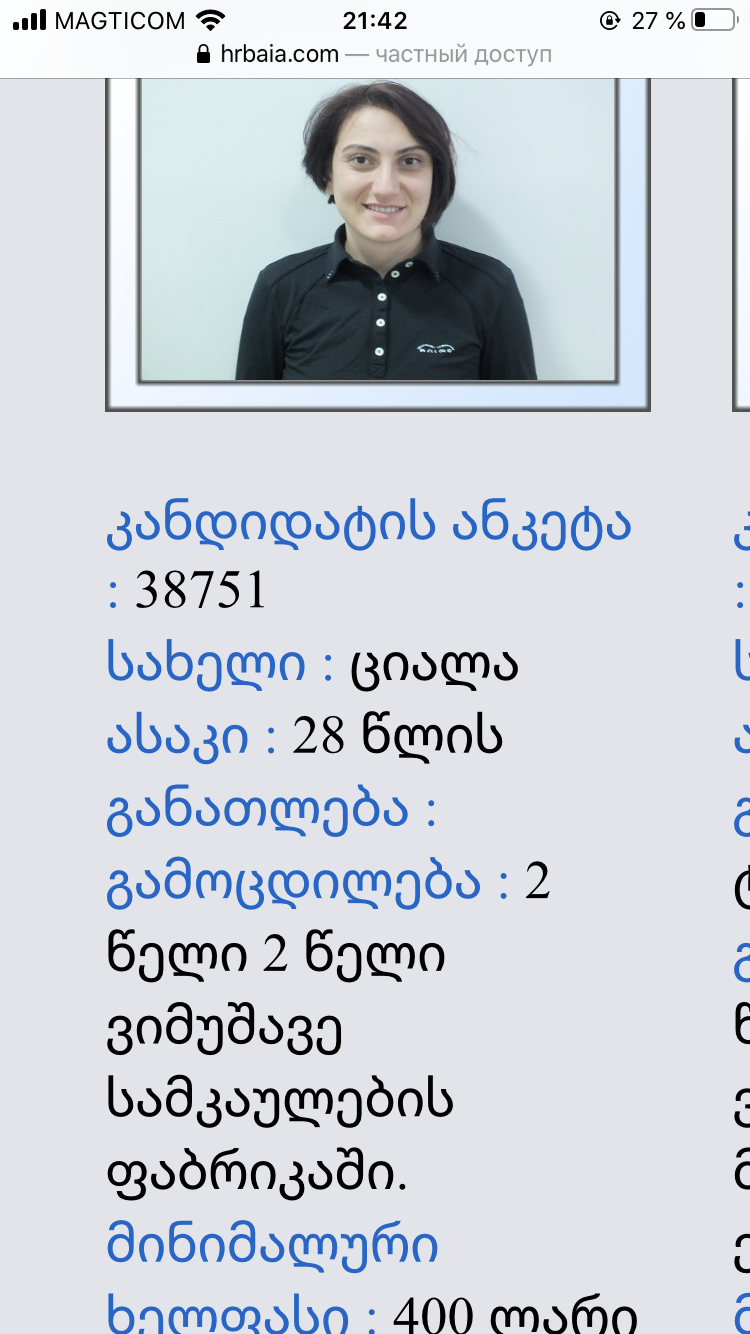 MAGTICOM 21:42 27 %
hrbaia.com — частный доступ
კანდიდატის ანკეტა
: 38751
სახელი : ციალა
ასაკი : 28 წლის
განათლება :
გამოცდილება : 2
წელი 2 წელი
ვიმუშავე
სამკაულების
ფაბრიკაში.
მინიმალური
ხელფასი : 400 ლარი